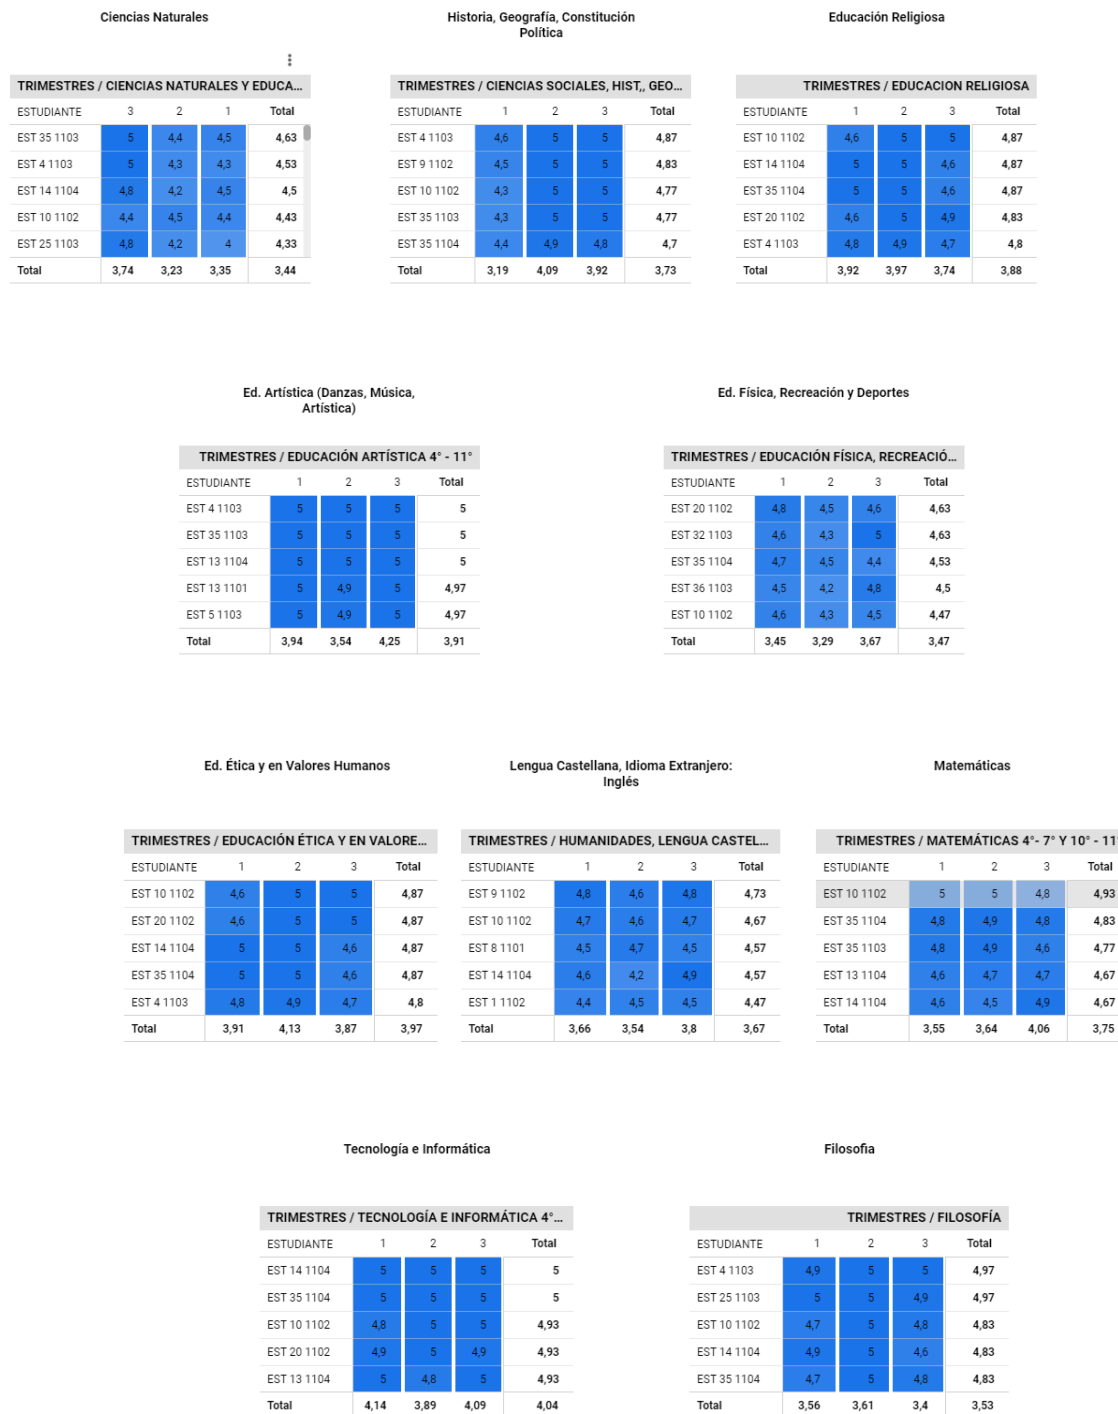 Ciencias Naturales
TRIMESTRES / CIENCIAS NATURALES Y EDUCA...
ESTUDIANTE 3 2 1 Total
EST 35 1103 5 4,4 4,5 4,63
EST 4 1103 5 4,3 4,3 4,53
EST 14 1104 4,8 4,2 4,5 4,5
EST 10 1102 4,4 4,5 4,4 4,43
EST 25 1103 4,8 4,2 4 4,33
Total 3,74 3,23 3,35 3,44
Historia, Geografía, Constitución
Política
TRIMESTRES / CIENCIAS SOCIALES, HIST,, GEO...
ESTUDIANTE 1 2 3 Total
EST 4 1103 4,6 5 5 4,87
EST 9 1102 4,5 5 5 4,83
EST 10 1102 4,3 5 5 4,77
EST 35 1103 4,3 5 5 4,77
EST 35 1104 4,4 4,9 4,8 4,7
Total 3,19 4,09 3,92 3,73
Educación Religiosa
TRIMESTRES / EDUCACION RELIGIOSA
ESTUDIANTE 1 2 3 Total
EST 10 1102 4,6 5 5 4,87
EST 14 1104 5 5 4,6 4,87
EST 35 1104 5 5 4,6 4,87
EST 20 1102 4,6 5 4,9 4,83
EST 4 1103 4,8 4,9 4,7 4,8
Total 3,92 3,97 3,74 3,88
Ed. Artística (Danzas, Música,
Artística)
TRIMESTRES / EDUCACIÓN ARTÍSTICA 4° - 11°
ESTUDIANTE 1 2 3 Total
EST 4 1103 5 5 5 5
EST 35 1103 5 5 5 5
EST 13 1104 5 5 5 5
EST 13 1101 5 4,9 5 4,97
EST 5 1103 5 4,9 5 4,97
Total 3,94 3,54 4,25 3,91
Ed. Física, Recreación y Deportes
TRIMESTRES / EDUCACIÓN FÍSICA, RECREACIÓ...
ESTUDIANTE 1 2 3 Total
EST 20 1102 4,8 4,5 4,6 4,63
EST 32 1103 4,6 4,3 5 4,63
EST 35 1104 4,7 4,5 4,4 4,53
EST 36 1103 4,5 4,2 4,8 4,5
EST 10 1102 4,6 4,3 4,5 4,47
Total 3,45 3,29 3,67 3,47
Ed. Ética y en Valores Humanos
TRIMESTRES / EDUCACIÓN ÉTICA Y EN VALORE...
ESTUDIANTE 1 2 3 Total
EST 10 1102 4,6 5 5 4,87
EST 20 1102 4,6 5 5 4,87
EST 14 1104 5 5 4,6 4,87
EST 35 1104 5 5 4,6 4,87
EST 4 1103 4,8 4,9 4,7 4,8
Total 3,91 4,13 3,87 3,97
Lengua Castellana, Idioma Extranjero:
Inglés
TRIMESTRES / HUMANIDADES, LENGUA CASTEL...
ESTUDIANTE 1 2 3 Total
EST 9 1102 4,8 4,6 4,8 4,73
EST 10 1102 4,7 4,6 4,7 4,67
EST 8 1101 4,5 4,7 4,5 4,57
EST 14 1104 4,6 4,2 4,9 4,57
EST 1 1102 4,4 4,5 4,5 4,47
Total 3,66 3,54 3,8 3,67
Matemáticas
TRIMESTRES / MATEMÁTICAS 4°- 7° Y 10° - 11°
ESTUDIANTE 1 2 3 Total
EST 10 1102 5 5 4,8 4,93
EST 35 1104 4,8 4,9 4,8 4,83
EST 35 1103 4,8 4,9 4,6 4,77
EST 13 1104 4,6 4,7 4,7 4,67
EST 14 1104 4,6 4,5 4,9 4,67
Total 3,55 3,64 4,06 3,75
Tecnología e Informática
TRIMESTRES / TECNOLOGÍA E INFORMÁTICA 4°...
ESTUDIANTE 1 2 3 Total
EST 14 1104 5 5 5 5
EST 35 1104 5 5 5 5
EST 10 1102 4,8 5 5 4,93
EST 20 1102 4,9 5 4,9 4,93
EST 13 1104 5 4,8 5 4,93
Total 4,14 3,89 4,09 4,04
Filosofia
TRIMESTRES / FILOSOFÍA
ESTUDIANTE 1 2 3 Total
EST 4 1103 4,9 5 5 4,97
EST 25 1103 5 5 4,9 4,97
EST 10 1102 4,7 5 4,8 4,83
EST 14 1104 4,9 5 4,6 4,83
EST 35 1104 4,7 5 4,8 4,83
Total 3,56 3,61 3,4 3,53